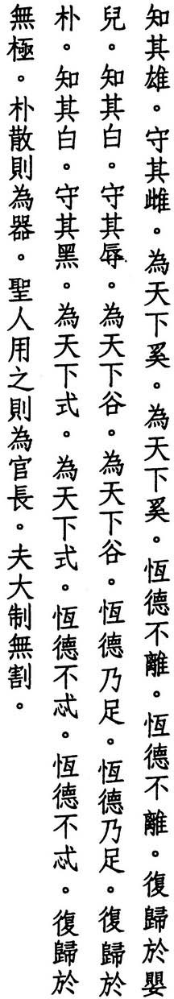 知其雄。守其雌。為天下奚。為天下奚。恆德不離。恆德不離。復歸於嬰
兒。知其白。守其辱。為天下谷。為天下谷。恆德乃足。恆德乃足。復歸於
朴。知其白。守其黑。為天下式。為天下式。恆德不忒。恆德不忒。復歸於
無極。朴散則為器。聖人用之則為官長。夫大制無割。